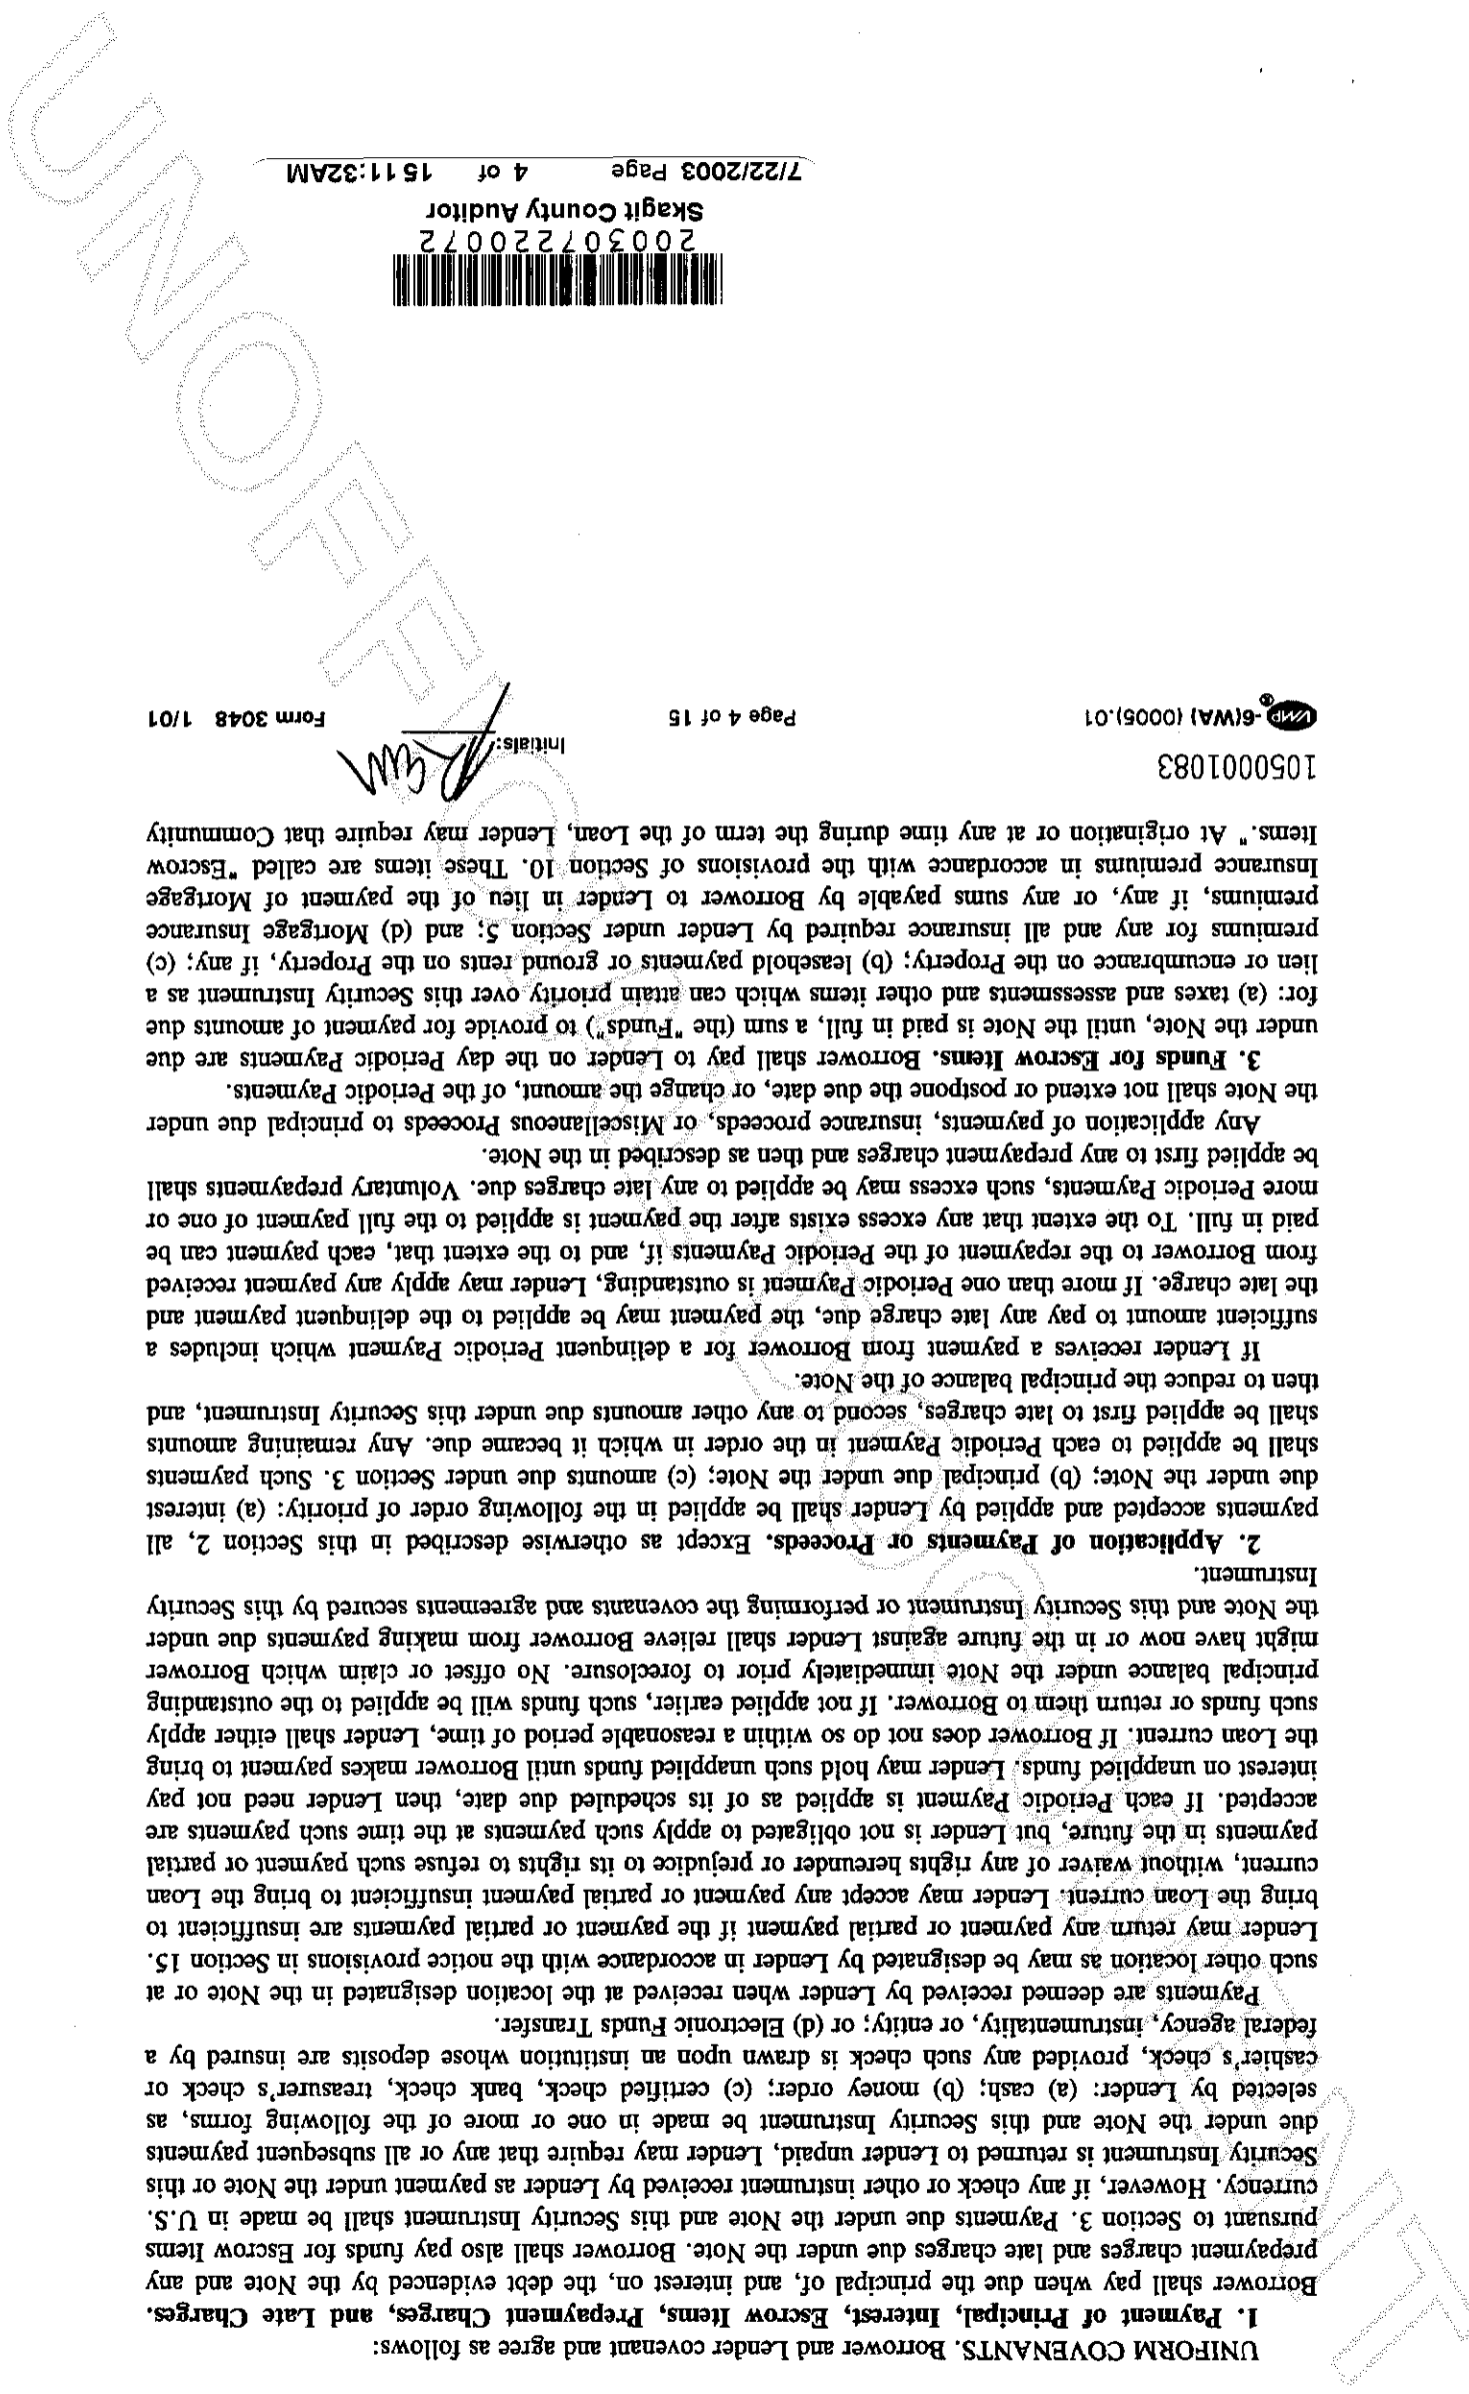 UNIFORM COVENANTS. Borrower and Lender covenant and agree as follows:
1. Payment of Principal, Interest, Escrow Items, Prepayment Charges, and Late Charges.
Borrower shall pay when due the principal of, and interest on, the debt evidenced by the Note and any
prepayment charges and late charges due under the Note. Borrower shall also pay funds for Escrow Items
pursuant to Section 3. Payments due under the Note and this Security Instrument shall be made in U.S.
currency. However, if any check or other instrument received by Lender as payment under the Note or this
Security Instrument is returned to Lender unpaid, Lender may require that any or all subsequent payments
due under the Note and this Security Instrument be made in one or more of the following forms, as
selected by Lender: (a) cash; (b) money order; (c) certified check, bank check, treasurer's check or
cashier's check, provided any such check is drawn upon an institution whose deposits are insured by a
federal agency, instrumentality, or entity; or (d) Electronic Funds Transfer.
Payments are deemed received by Lender when received at the location designated in the Note or at
such other location as may be designated by Lender in accordance with the notice provisions in Section 15.
Lender may return any payment or partial payment if the payment or partial payments are insufficient to
bring the Loan current. Lender may accept any payment or partial payment insufficient to bring the Loan
current, without waiver of any rights hereunder or prejudice to its rights to refuse such payment or partial
payments in the future, but Lender is not obligated to apply such payments at the time such payments are
accepted. If each Periodic Payment is applied as of its scheduled due date, then Lender need not pay
interest on unapplied funds. Lender may hold such unapplied funds until Borrower makes payment to bring
the Loan current. If Borrower does not do so within a reasonable period of time, Lender shall either apply
such funds or return them to Borrower. If not applied earlier, such funds will be applied to the outstanding
principal balance under the Note immediately prior to foreclosure. No offset or claim which Borrower
might have now or in the future against Lender shall relieve Borrower from making payments due under
the Note and this Security Instrument or performing the covenants and agreements secured by this Security
Instrument.
2. Application of Payments or Proceeds. Except as otherwise described in this Section 2, all
payments accepted and applied by Lender shall be applied in the following order of priority: (a) interest
due under the Note; (b) principal due under the Note; (c) amounts due under Section 3. Such payments
shall be applied to each Periodic Payment in the order in which it became due. Any remaining amounts
shall be applied first to late charges, second to any other amounts due under this Security Instrument, and
then to reduce the principal balance of the Note.
If Lender receives a payment from Borrower for a delinquent Periodic Payment which includes a
sufficient amount to pay any late charge due, the payment may be applied to the delinquent payment and
the late charge. If more than one Periodic Payment is outstanding, Lender may apply any payment received
from Borrower to the repayment of the Periodic Payments if, and to the extent that, each payment can be
paid in full. To the extent that any excess exists after the payment is applied to the full payment of one or
more Periodic Payments, such excess may be applied to any late charges due. Voluntary prepayments shall
be applied first to any prepayment charges and then as described in the Note.
Any application of payments, insurance proceeds, or Miscellaneous Proceeds to principal due under
the Note shall not extend or postpone the due date, or change the amount, of the Periodic Payments.
3. Funds for Escrow Items. Borrower shall pay to Lender on the day Periodic Payments are due
under the Note, until the Note is paid in full, a sum (the "Funds") to provide for payment of amounts due
for: (a) taxes and assessments and other items which can attain priority over this Security Instrument as a
lien or encumbrance on the Property; (b) leasehold payments or ground rents on the Property, if any; (c)
premiums for any and all insurance required by Lender under Section 5; and (d) Mortgage Insurance
premiums, if any, or any sums payable by Borrower to Lender in lieu of the payment of Mortgage
Insurance premiums in accordance with the provisions of Section 10. These items are called "Escrow
Items." At origination or at any time during the term of the Loan, Lender may require that Community
1050001083
Initials:
VMP®-6(WA) (0005).01 Page 4 of 15 Form 3048 1/01
200307220072
Skagit County Auditor
7/22/2003 Page 4 of 15 11:32AM
UNOFFICIAL DOCUMENT